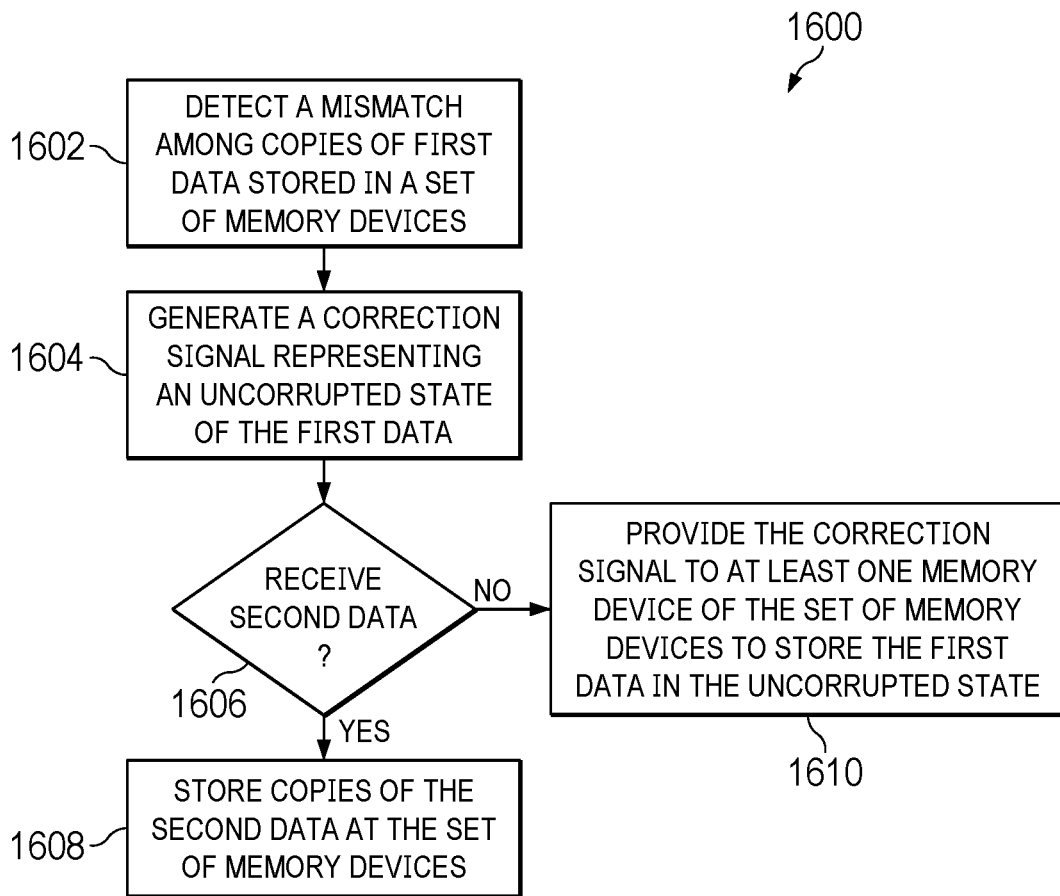 1600
1602
DETECT A MISMATCH
AMONG COPIES OF FIRST
DATA STORED IN A SET
OF MEMORY DEVICES
1604
GENERATE A CORRECTION
SIGNAL REPRESENTING
AN UNCORRUPTED STATE
OF THE FIRST DATA
RECEIVE
SECOND DATA
?
1606
NO
YES
PROVIDE THE CORRECTION
SIGNAL TO AT LEAST ONE MEMORY
DEVICE OF THE SET OF MEMORY
DEVICES TO STORE THE FIRST
DATA IN THE UNCORRUPTED STATE
1610
1608
STORE COPIES OF THE
SECOND DATA AT THE SET
OF MEMORY DEVICES